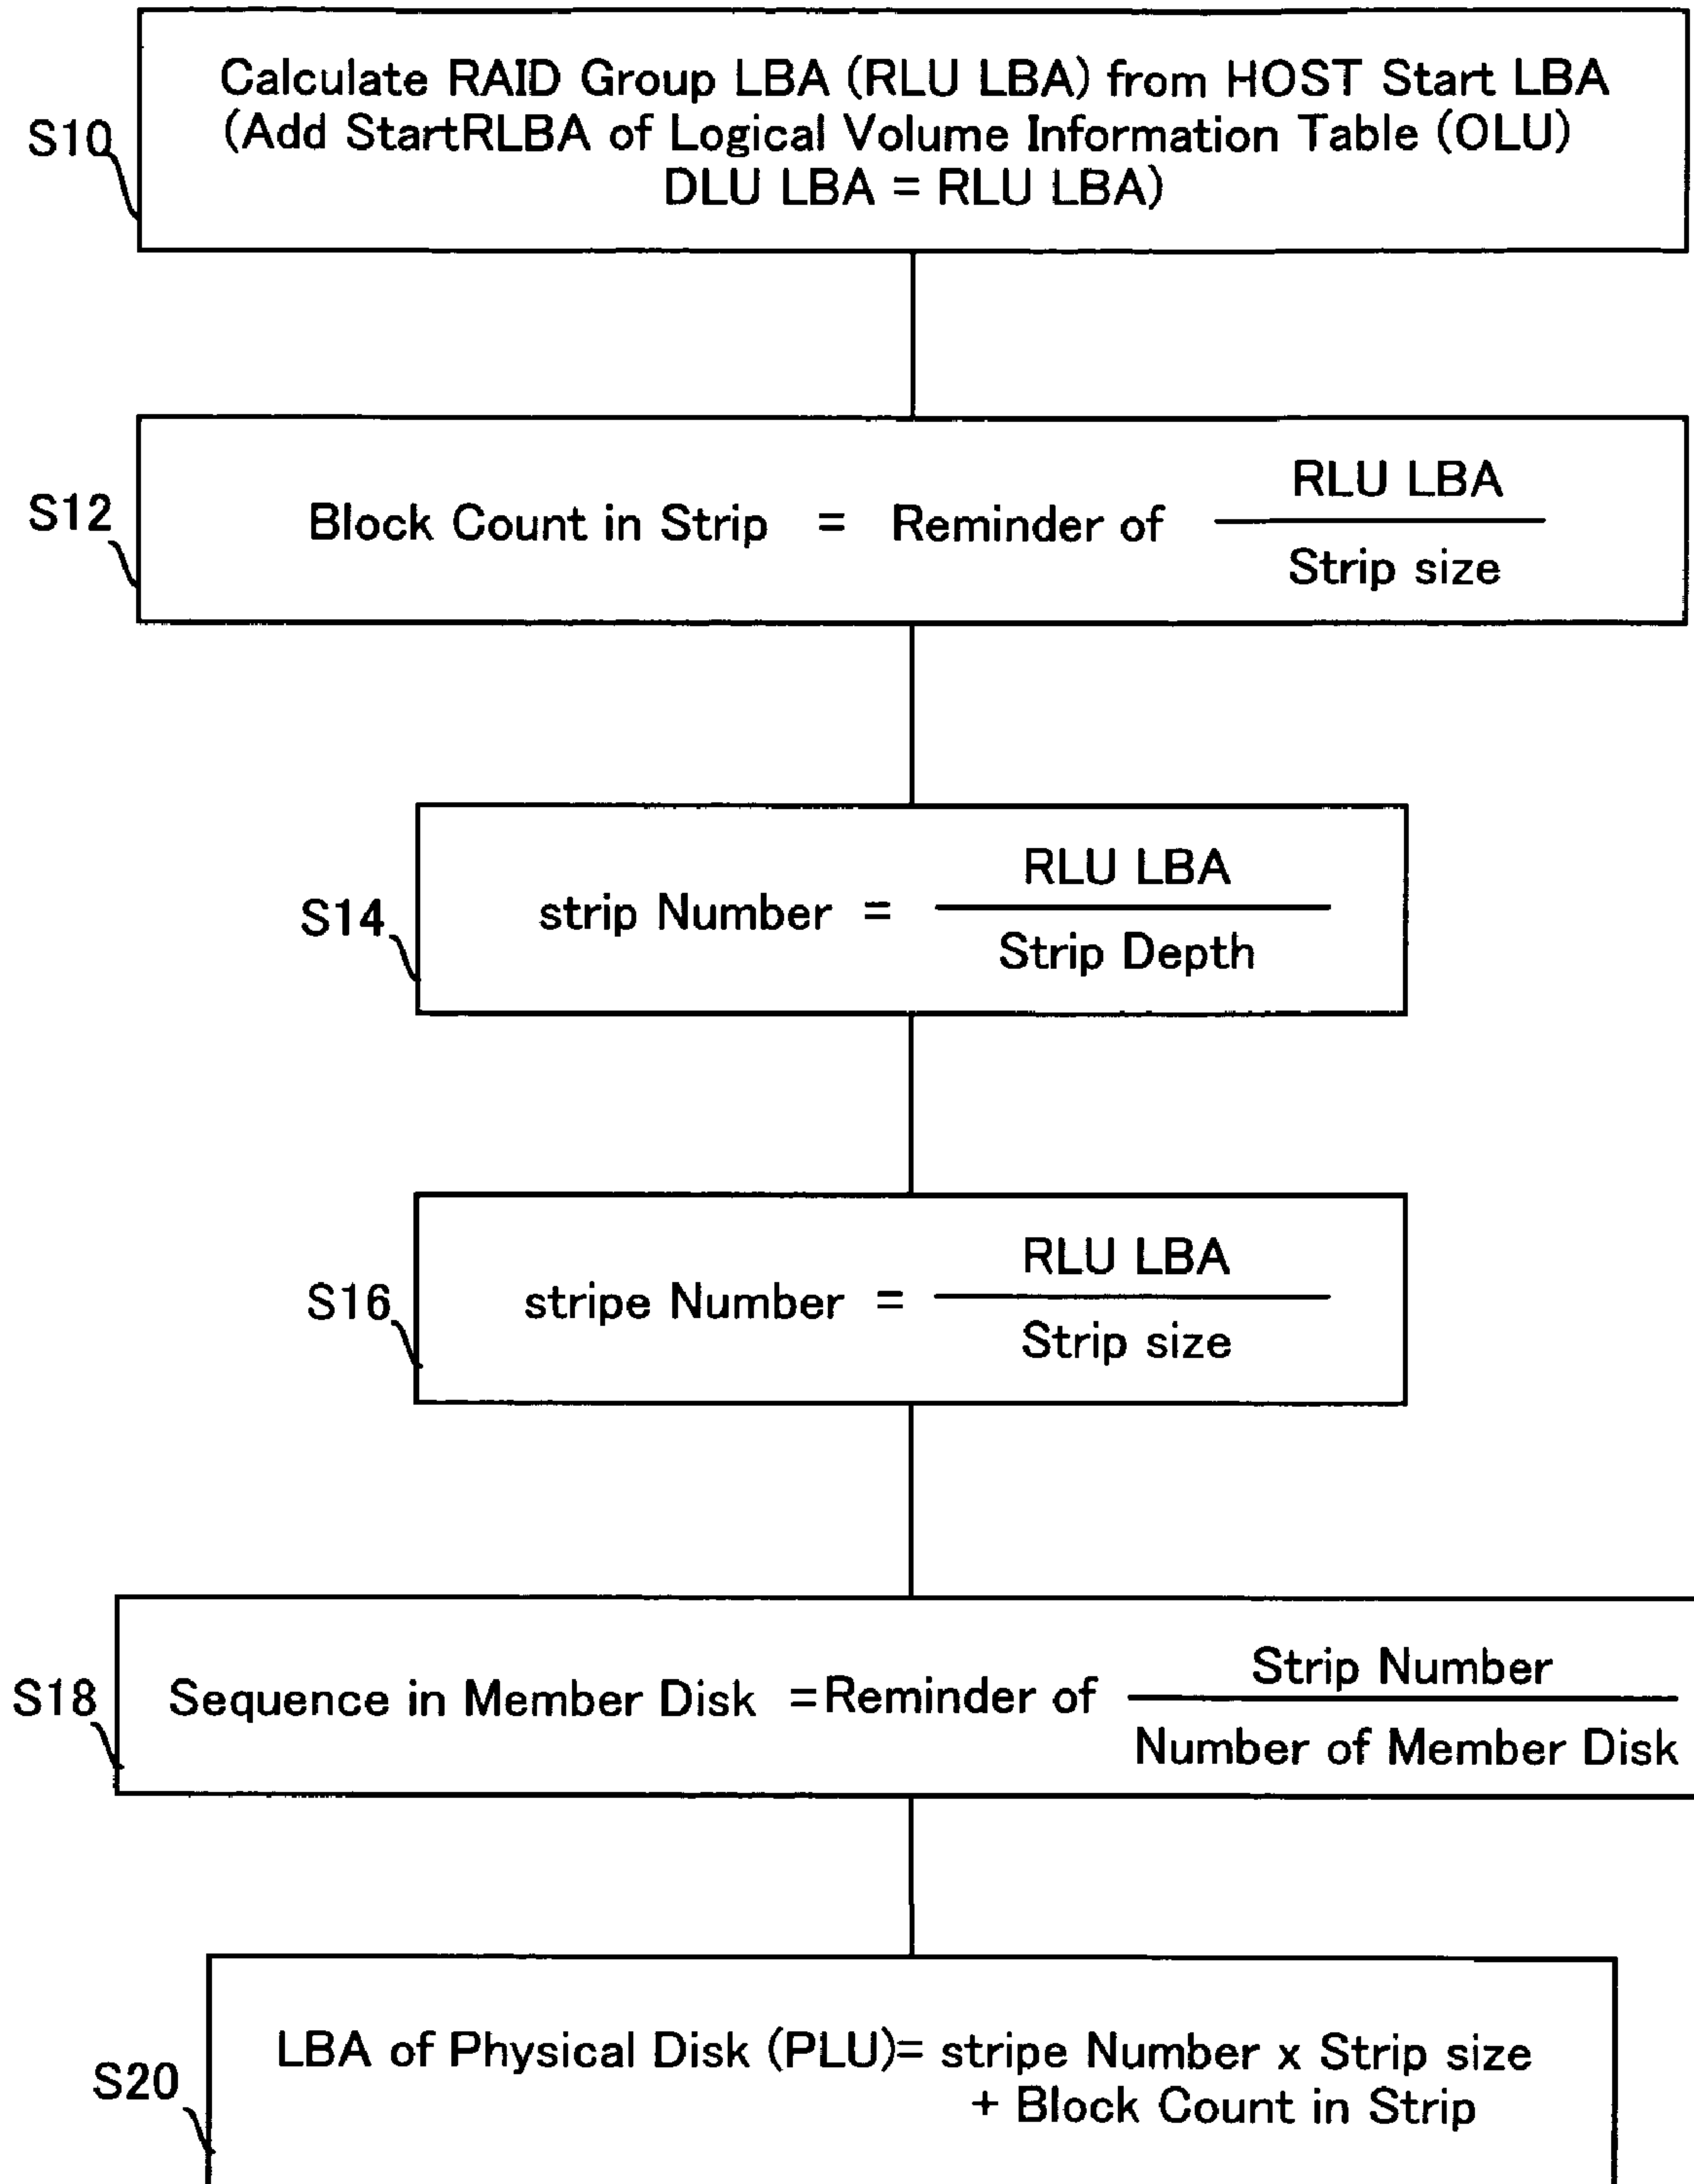 Calculate RAID Group LBA (RLU LBA) from HOST Start LBA
(Add StartRLBA of Logical Volume Information Table (OLU)
DLU LBA = RLU LBA)
S10
S12
Block Count in Strip = Reminder of
RLU LBA
Strip size
S14
strip Number =
RLU LBA
Strip Depth
S16
stripe Number =
RLU LBA
Strip size
S18
Sequence in Member Disk =Reminder of
Strip Number
Number of Member Disk
S20
LBA of Physical Disk (PLU)= stripe Number x Strip size
+ Block Count in Strip